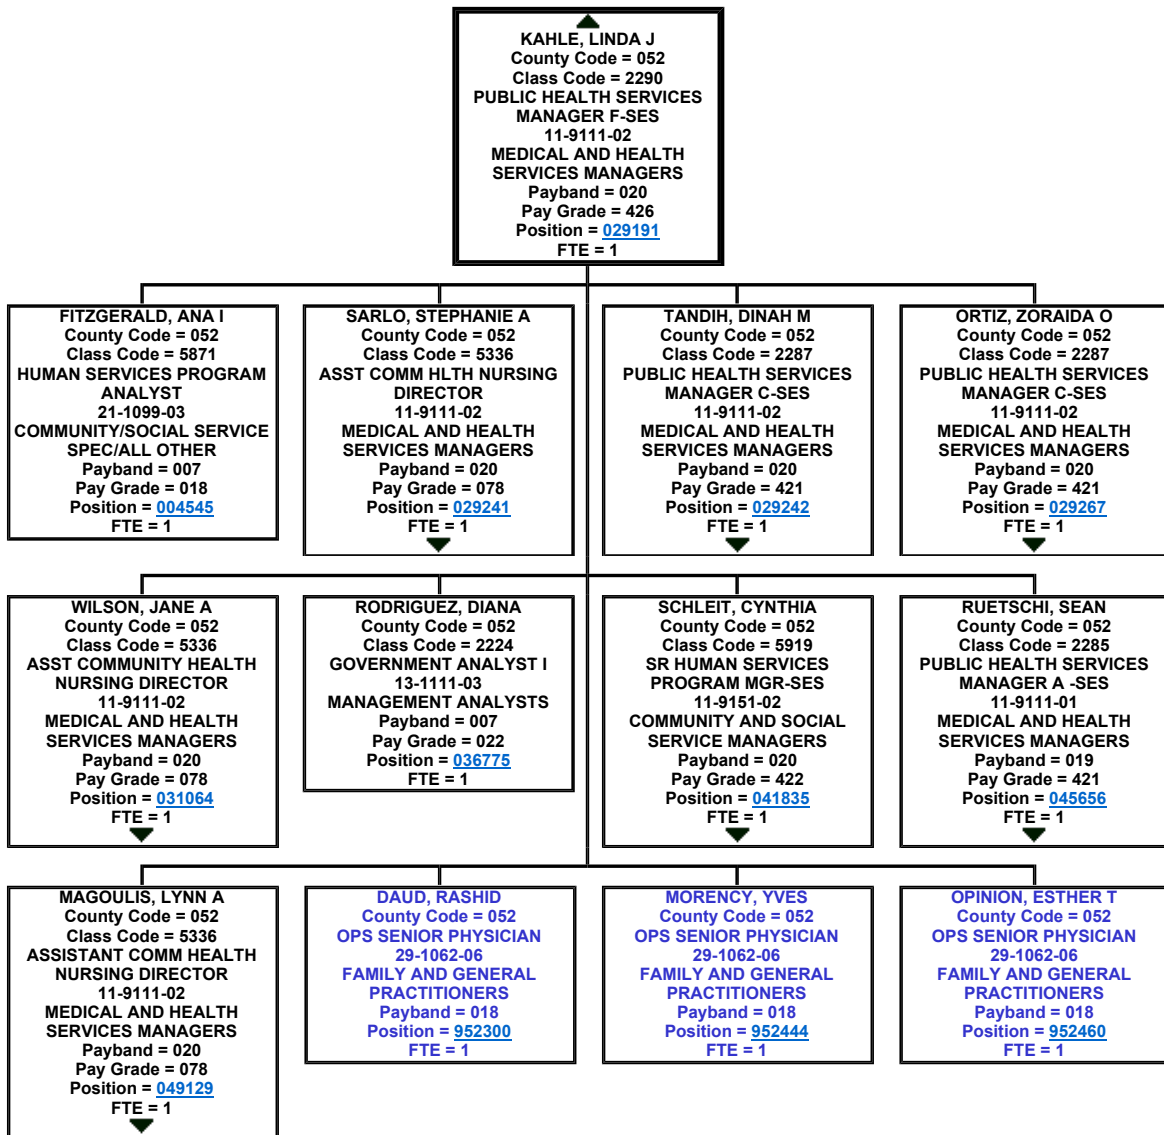 KAHLE, LINDA J
County Code = 052
Class Code = 2290
PUBLIC HEALTH SERVICES
MANAGER F-SES
11-9111-02
MEDICAL AND HEALTH
SERVICES MANAGERS
Payband = 020
Pay Grade = 426
Position = 029191
FTE = 1
FITZGERALD, ANA I
County Code = 052
Class Code = 5871
HUMAN SERVICES PROGRAM
ANALYST
21-1099-03
COMMUNITY/SOCIAL SERVICE
SPEC/ALL OTHER
Payband = 007
Pay Grade = 018
Position = 004545
FTE = 1
SARLO, STEPHANIE A
County Code = 052
Class Code = 5336
ASST COMM HLTH NURSING
DIRECTOR
11-9111-02
MEDICAL AND HEALTH
SERVICES MANAGERS
Payband = 020
Pay Grade = 078
Position = 029241
FTE = 1
TANDIH, DINAH M
County Code = 052
Class Code = 2287
PUBLIC HEALTH SERVICES
MANAGER C-SES
11-9111-02
MEDICAL AND HEALTH
SERVICES MANAGERS
Payband = 020
Pay Grade = 421
Position = 029242
FTE = 1
ORTIZ, ZORAIDA O
County Code = 052
Class Code = 2287
PUBLIC HEALTH SERVICES
MANAGER C-SES
11-9111-02
MEDICAL AND HEALTH
SERVICES MANAGERS
Payband = 020
Pay Grade = 421
Position = 029267
FTE = 1
WILSON, JANE A
County Code = 052
Class Code = 5336
ASST COMMUNITY HEALTH
NURSING DIRECTOR
11-9111-02
MEDICAL AND HEALTH
SERVICES MANAGERS
Payband = 020
Pay Grade = 078
Position = 031064
FTE = 1
RODRIGUEZ, DIANA
County Code = 052
Class Code = 2224
GOVERNMENT ANALYST I
13-1111-03
MANAGEMENT ANALYSTS
Payband = 007
Pay Grade = 022
Position = 036775
FTE = 1
SCHLEIT, CYNTHIA
County Code = 052
Class Code = 5919
SR HUMAN SERVICES
PROGRAM MGR-SES
11-9151-02
COMMUNITY AND SOCIAL
SERVICE MANAGERS
Payband = 020
Pay Grade = 422
Position = 041835
FTE = 1
RUETSCHI, SEAN
County Code = 052
Class Code = 2285
PUBLIC HEALTH SERVICES
MANAGER A -SES
11-9111-01
MEDICAL AND HEALTH
SERVICES MANAGERS
Payband = 019
Pay Grade = 421
Position = 045656
FTE = 1
MAGOULIS, LYNN A
County Code = 052
Class Code = 5336
ASSISTANT COMM HEALTH
NURSING DIRECTOR
11-9111-02
MEDICAL AND HEALTH
SERVICES MANAGERS
Payband = 020
Pay Grade = 078
Position = 049129
FTE = 1
DAUD, RASHID
County Code = 052
OPS SENIOR PHYSICIAN
29-1062-06
FAMILY AND GENERAL
PRACTITIONERS
Payband = 018
Position = 952300
FTE = 1
MORENCY, YVES
County Code = 052
OPS SENIOR PHYSICIAN
29-1062-06
FAMILY AND GENERAL
PRACTITIONERS
Payband = 018
Position = 952444
FTE = 1
OPINION, ESTHER T
County Code = 052
OPS SENIOR PHYSICIAN
29-1062-06
FAMILY AND GENERAL
PRACTITIONERS
Payband = 018
Position = 952460
FTE = 1